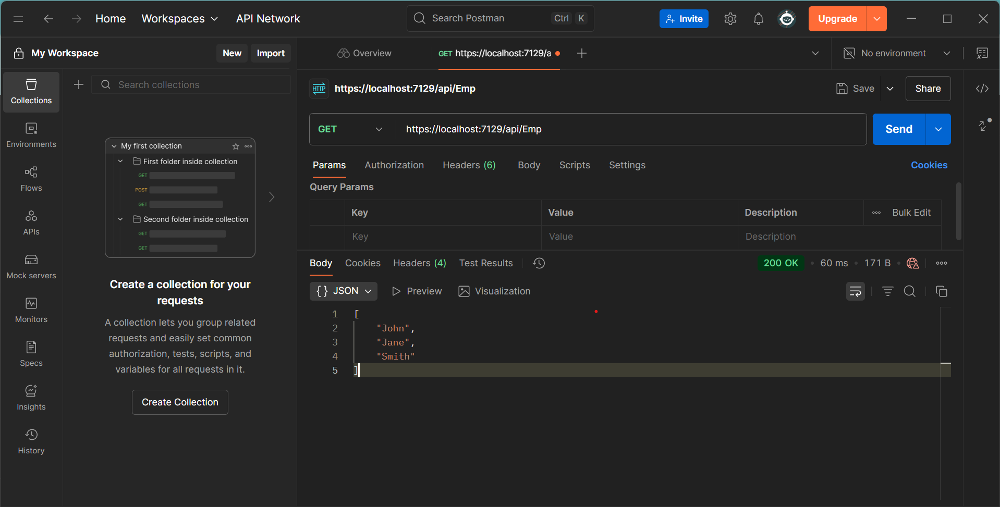 Home Workspaces API Network Search Postman Ctrl K Invite Upgrade
My Workspace New Import
Overview GET https://localhost:7129/a No environment
Collections
Environments
Flows
APIs
Mock servers
Monitors
Specs
Insights
History
Search collections
My first collection
First folder inside collection
GET
POST
GET
Second folder inside collection
GET
GET
Create a collection for your
requests
A collection lets you group related
requests and easily set common
authorization, tests, scripts, and
variables for all requests in it.
Create Collection
HTTP https://localhost:7129/api/Emp Save Share
GET https://localhost:7129/api/Emp Send
Params Authorization Headers (6) Body Scripts Settings Cookies
Query Params
Key Value Description Bulk Edit
Key Value Description
Body Cookies Headers (4) Test Results 200 OK • 60 ms • 171 B •
{} JSON Preview Visualization
1 [
2 "John",
3 "Jane",
4 "Smith"
5 ]